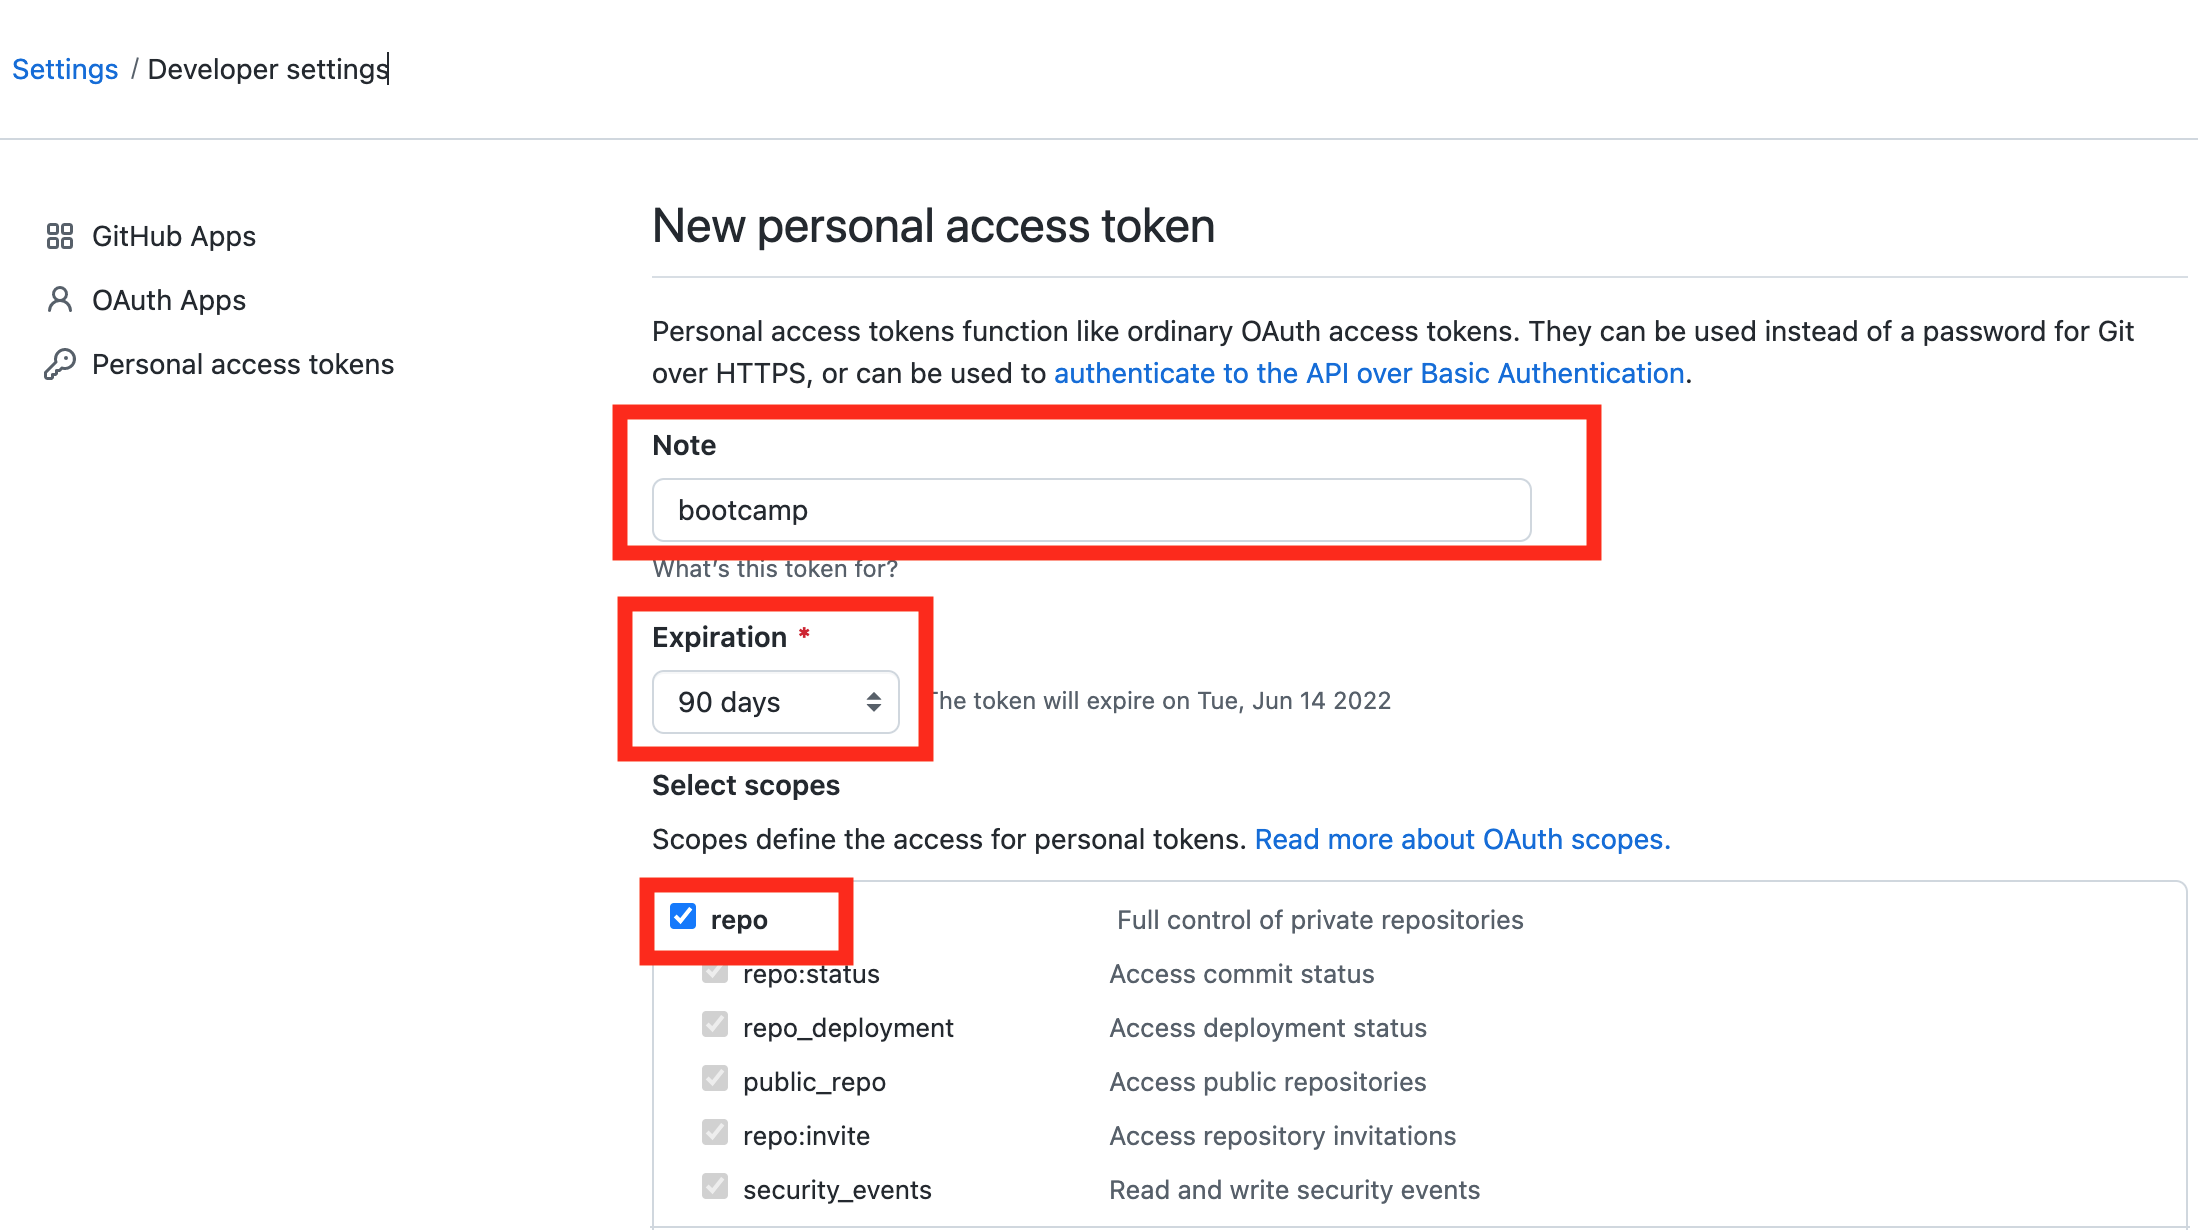 Settings / Developer settings
GitHub Apps
OAuth Apps
Personal access tokens
New personal access token
Personal access tokens function like ordinary OAuth access tokens. They can be used instead of a password for Git
over HTTPS, or can be used to authenticate to the API over Basic Authentication.
Note
bootcamp
What's this token for?
Expiration *
90 days
The token will expire on Tue, Jun 14 2022
Select scopes
Scopes define the access for personal tokens. Read more about OAuth scopes.
repo Full control of private repositories
repo:status Access commit status
repo_deployment Access deployment status
public_repo Access public repositories
repo:invite Access repository invitations
security_events Read and write security events